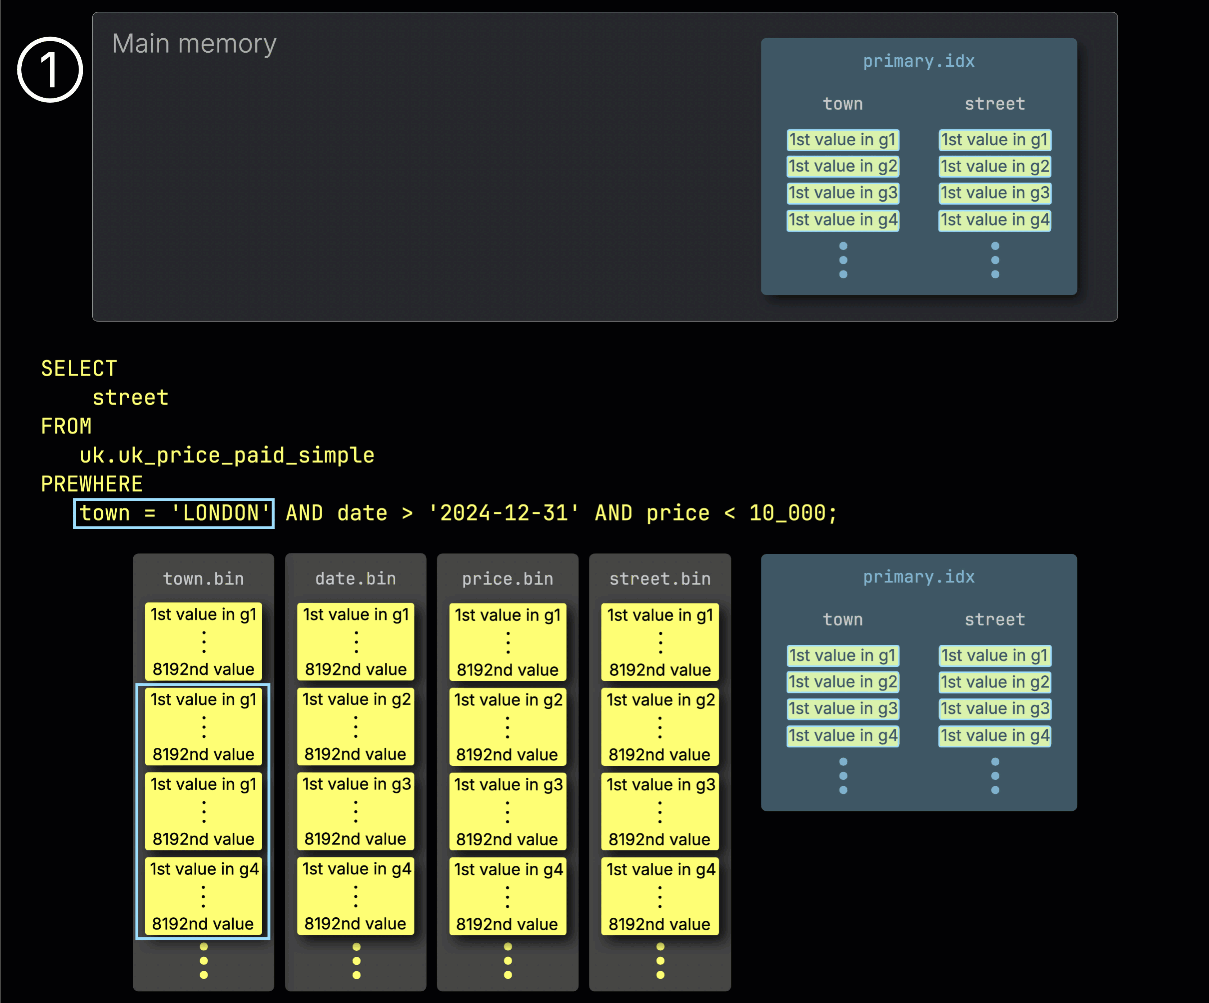 ①
Main memory
primary.idx
town street
1st value in g1 1st value in g1
1st value in g2 1st value in g2
1st value in g3 1st value in g3
1st value in g4 1st value in g4
SELECT
street
FROM
uk.uk_price_paid_simple
PREWHERE
town = 'LONDON' AND date > '2024-12-31' AND price < 10_000;
town.bin
1st value in g1
8192nd value
1st value in g1
8192nd value
1st value in g1
8192nd value
1st value in g4
8192nd value
date.bin
1st value in g1
8192nd value
1st value in g2
8192nd value
1st value in g3
8192nd value
1st value in g4
8192nd value
price.bin
1st value in g1
8192nd value
1st value in g2
8192nd value
1st value in g3
8192nd value
1st value in g4
8192nd value
street.bin
1st value in g1
8192nd value
1st value in g2
8192nd value
1st value in g3
8192nd value
1st value in g4
8192nd value
primary.idx
town street
1st value in g1 1st value in g1
1st value in g2 1st value in g2
1st value in g3 1st value in g3
1st value in g4 1st value in g4